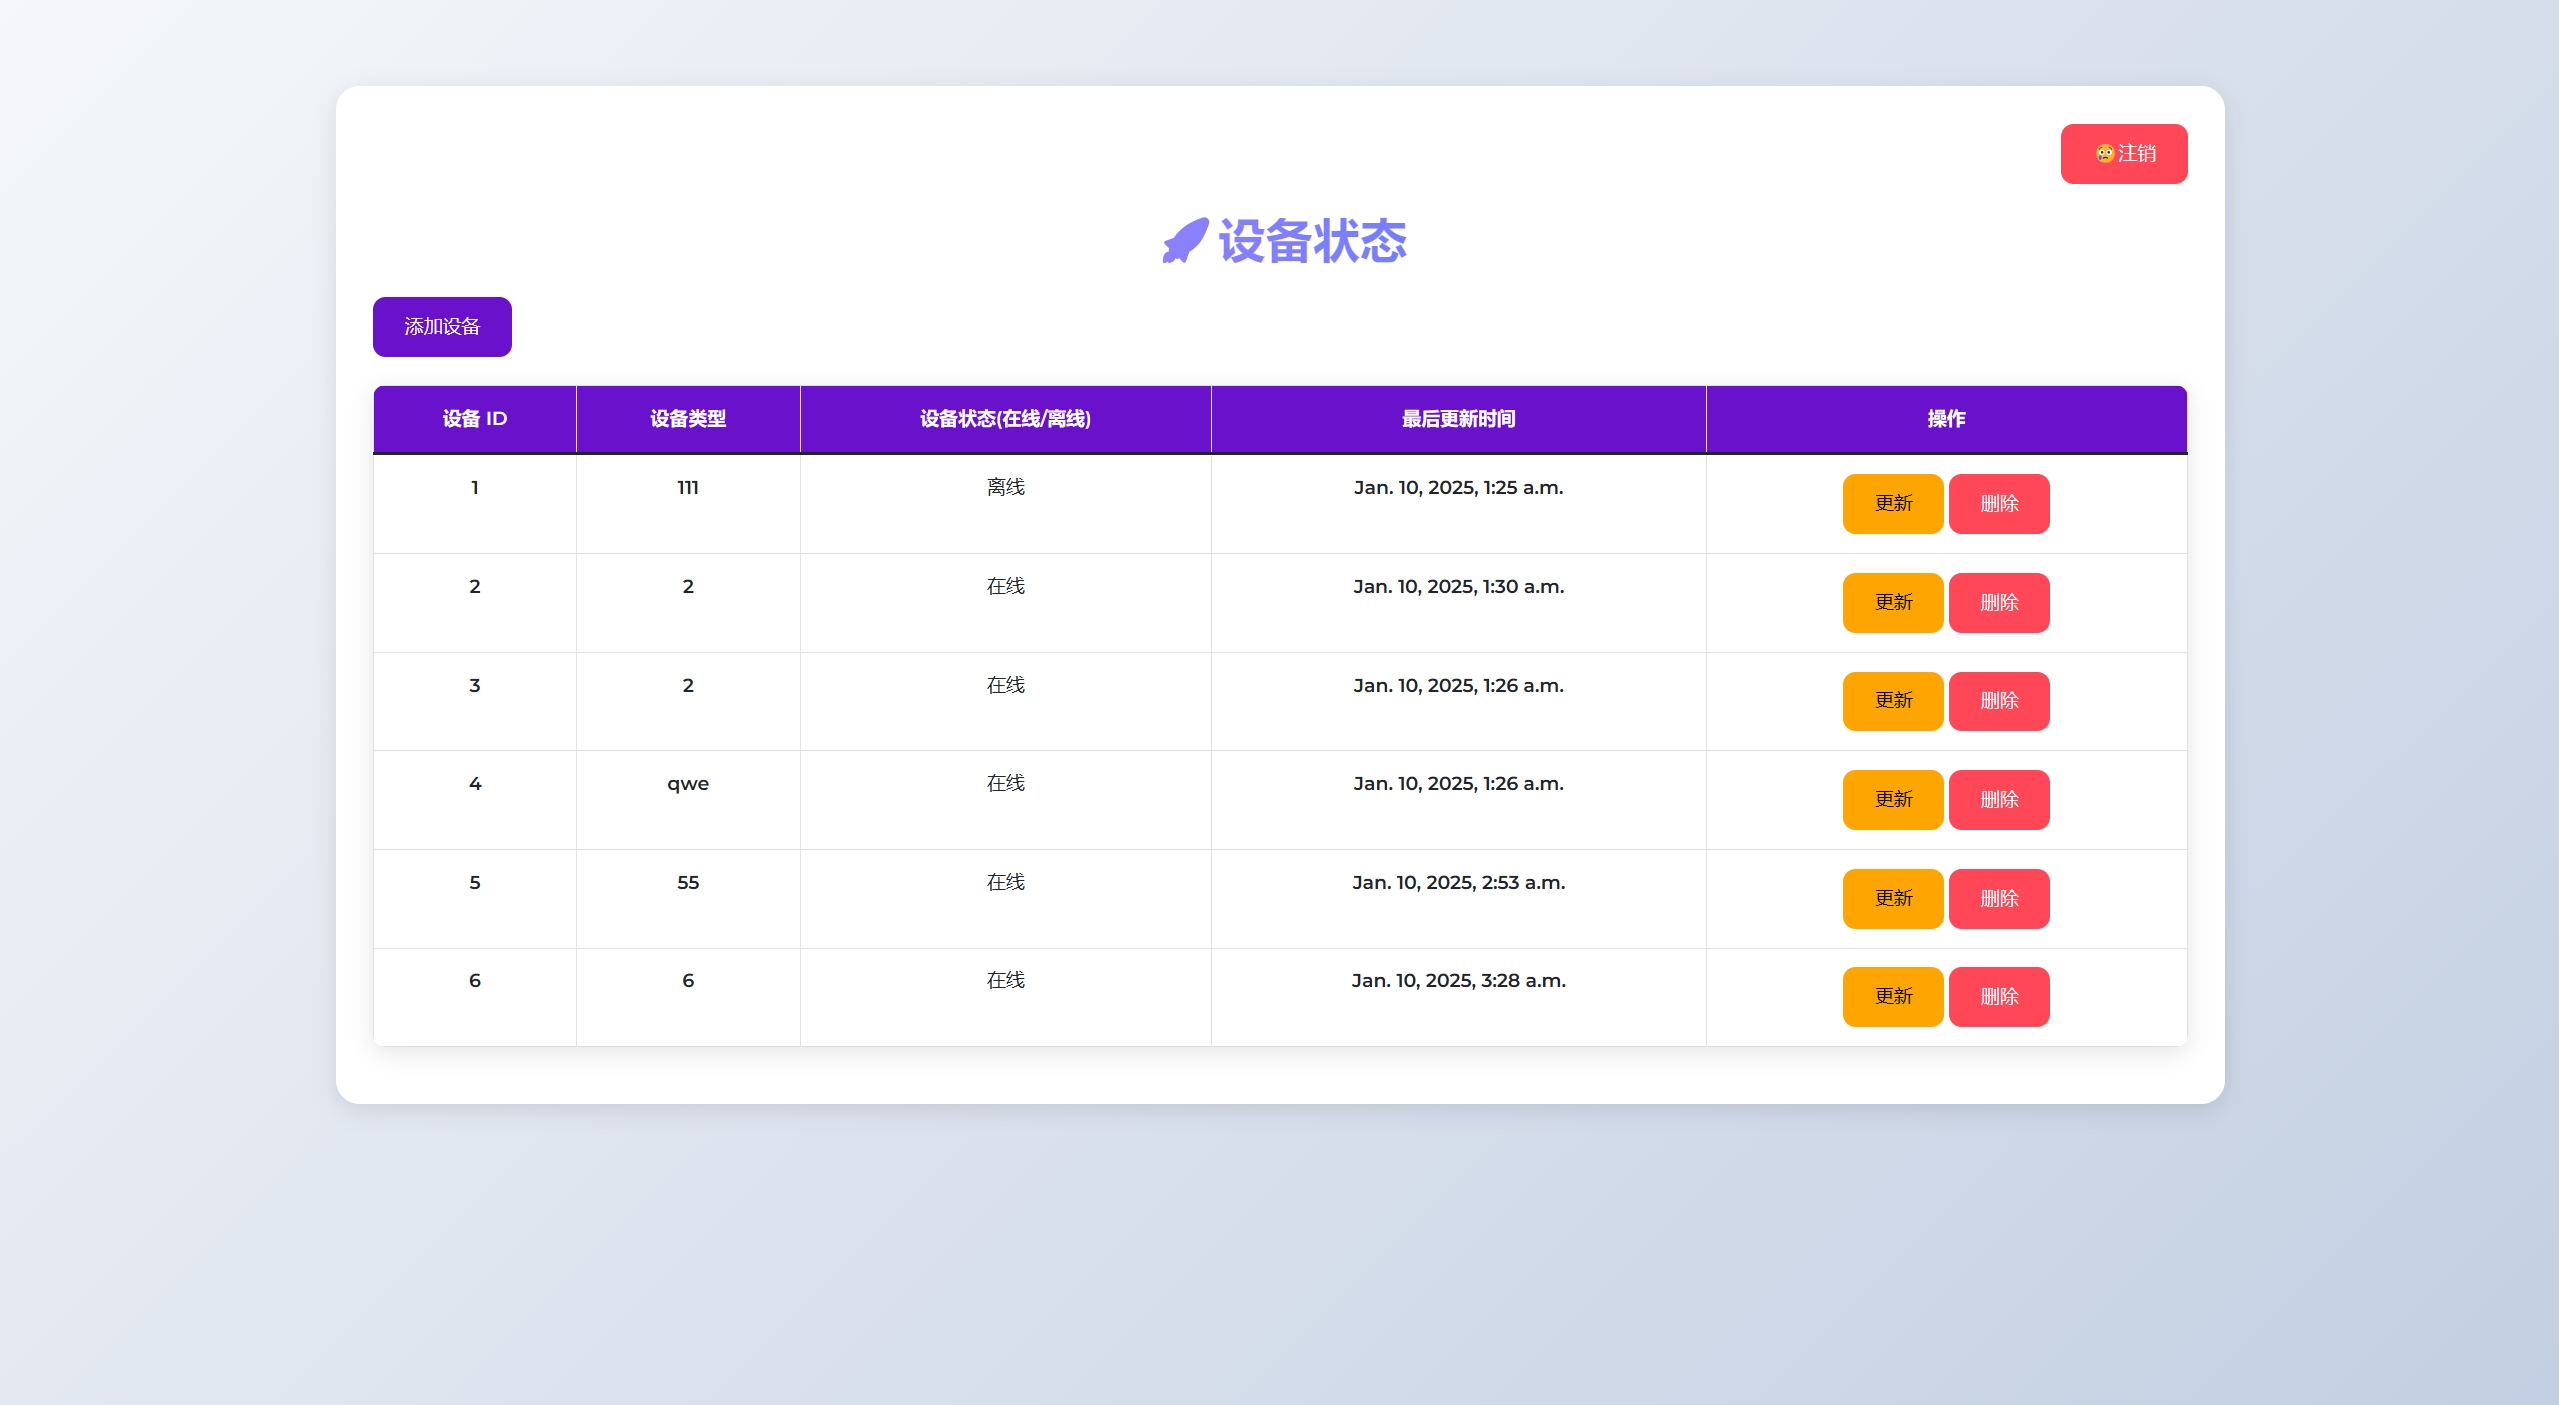 😢注销
设备状态
添加设备
设备 ID 设备类型 设备状态(在线/离线) 最后更新时间 操作
1 111 离线 Jan. 10, 2025, 1:25 a.m. 更新 删除
2 2 在线 Jan. 10, 2025, 1:30 a.m. 更新 删除
3 2 在线 Jan. 10, 2025, 1:26 a.m. 更新 删除
4 qwe 在线 Jan. 10, 2025, 1:26 a.m. 更新 删除
5 55 在线 Jan. 10, 2025, 2:53 a.m. 更新 删除
6 6 在线 Jan. 10, 2025, 3:28 a.m. 更新 删除